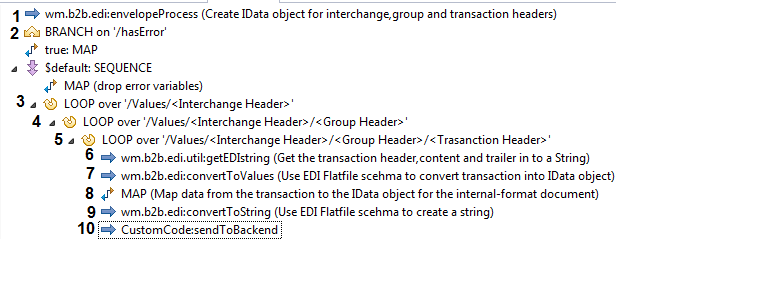 1 wm.b2b.edi:envelopeProcess (Create IData object for interchange,group and transaction headers)
2 BRANCH on '/hasError'
true: MAP
$default: SEQUENCE
MAP (drop error variables)
3 LOOP over '/Values/<Interchange Header>'
4 LOOP over '/Values/<Interchange Header>/<Group Header>'
5 LOOP over '/Values/<Interchange Header>/<Group Header>/<Trasanction Header>'
6 wm.b2b.edi.util:getEDIstring (Get the transaction header,content and trailer in to a String)
7 wm.b2b.edi:convertToValues (Use EDI Flatfile scehma to convert transaction into IData object)
8 MAP (Map data from the transaction to the IData object for the internal-format document)
9 wm.b2b.edi:convertToString (Use EDI Flatfile scehma to create a string)
10 CustomCode:sendToBackend